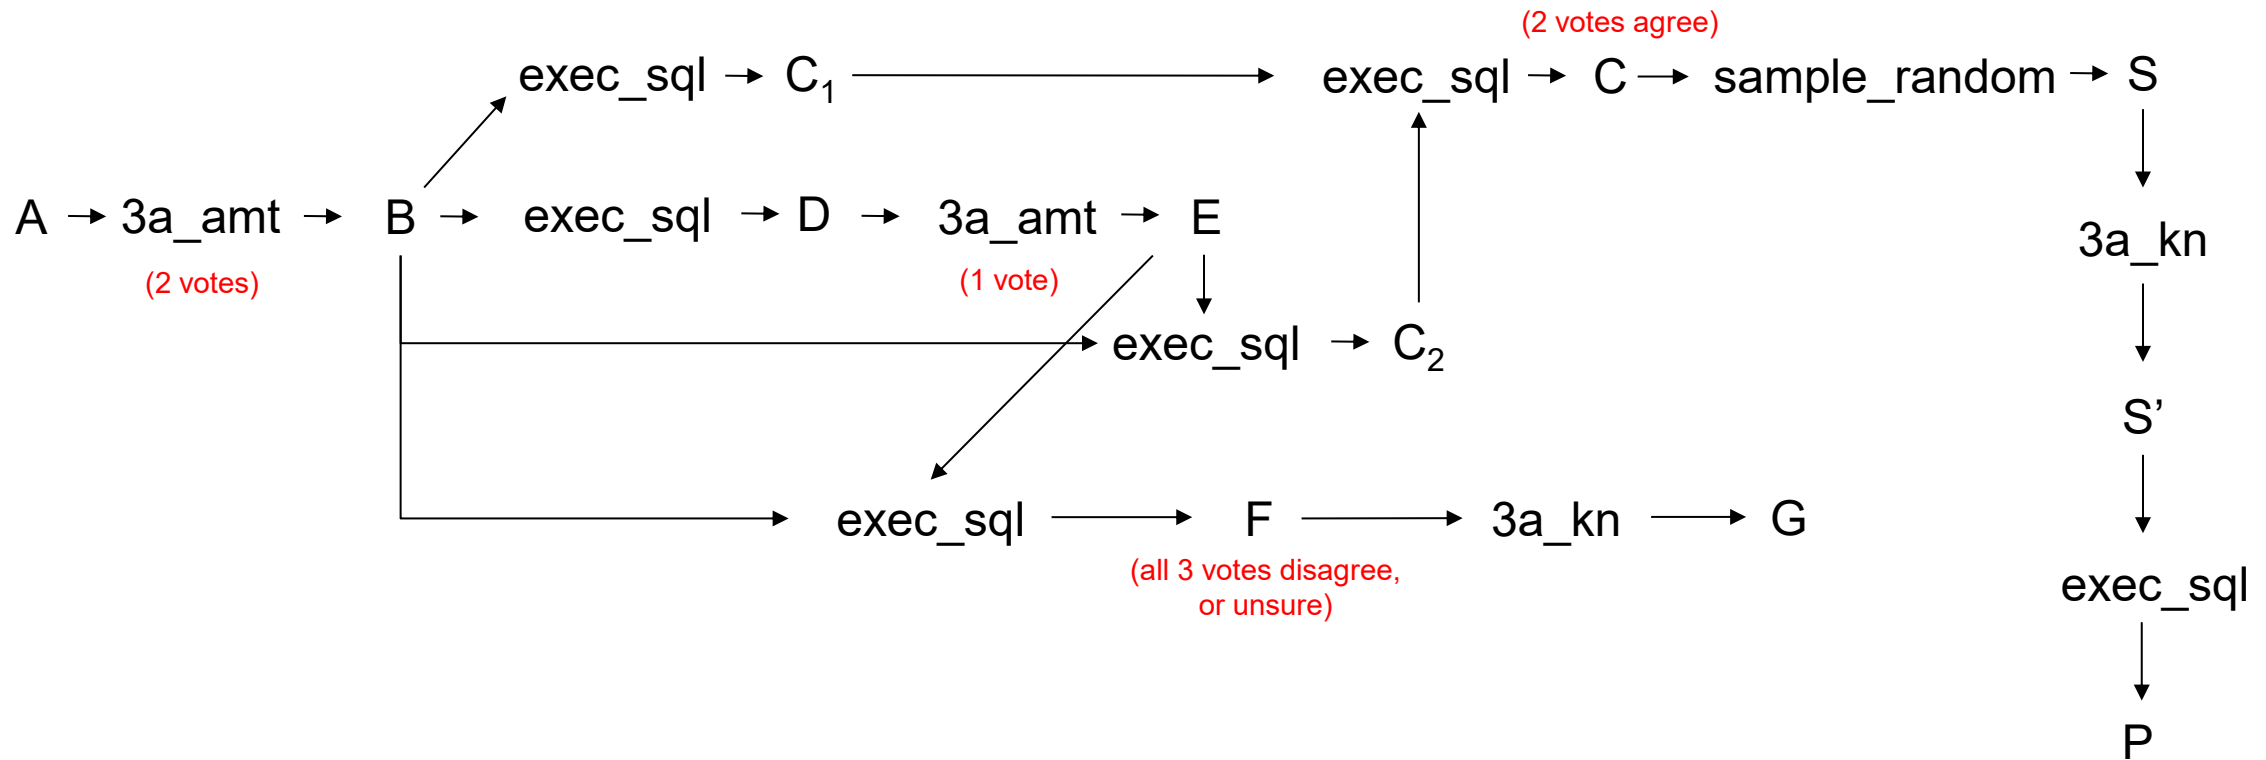 (2 votes agree)
exec_sql C₁ exec_sql C sample_random S
A 3a_amt B exec_sql D 3a_amt E
3a_kn
(2 votes) (1 vote)
exec_sql C₂
S’
exec_sql F 3a_kn G
(all 3 votes disagree,
or unsure)
exec_sql
P